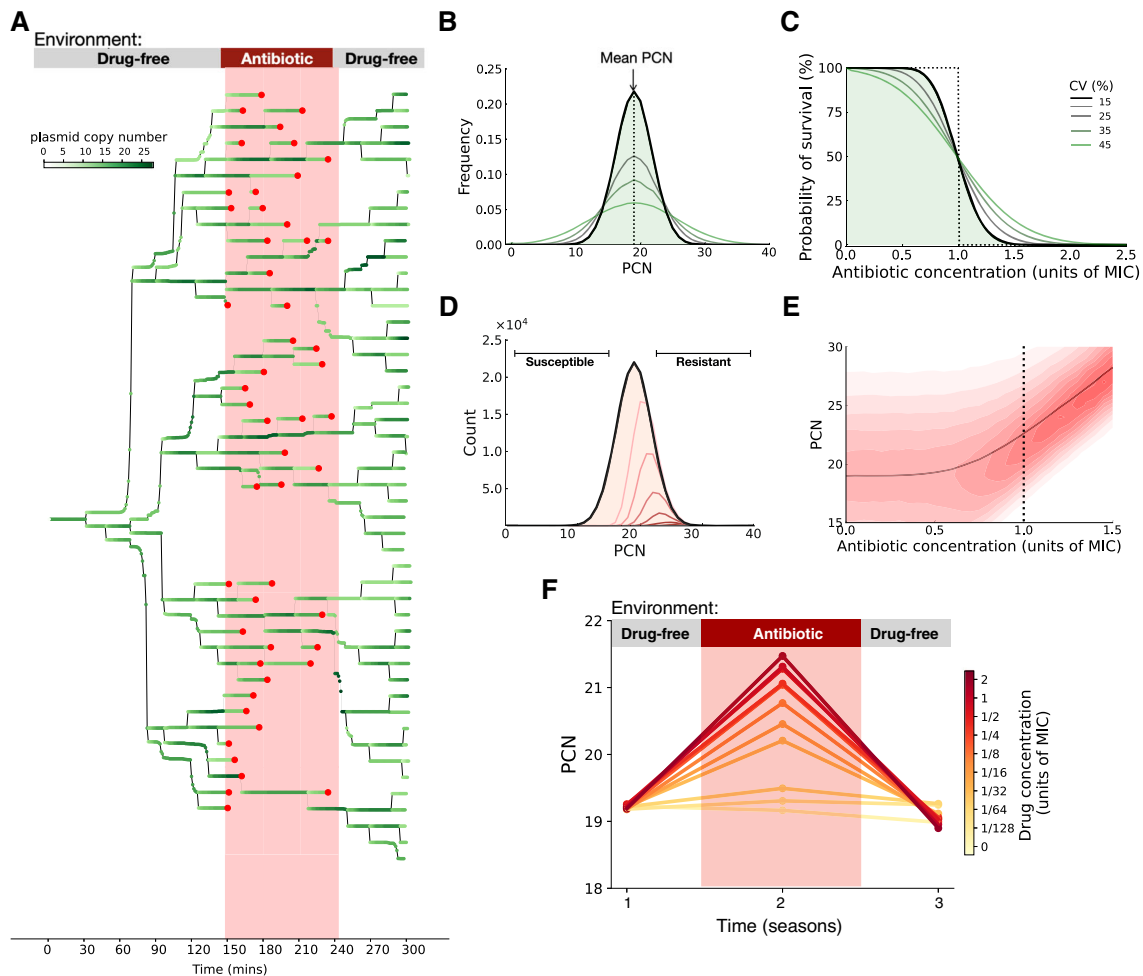 A
Environment:
Drug-free
Antibiotic
Drug-free
plasmid copy number
0 5 10 15 20 25
0 30 60 90 120 150 180 210 240 270 300
Time (mins)
B
Mean PCN
0.25
0.20
0.15
0.10
0.05
0.00
Frequency
0 10 20 30 40
PCN
C
100
75
50
25
0
Probability of survival (%)
CV (%)
15
25
35
45
0.0 0.5 1.0 1.5 2.0 2.5
Antibiotic concentration (units of MIC)
D
2.5×10⁴
2.0
1.5
1.0
5.0
Count
Susceptible
Resistant
0 10 20 30 40
PCN
E
30
25
20
15
PCN
0.0 0.5 1.0 1.5
Antibiotic concentration (units of MIC)
F
Environment:
Drug-free
Antibiotic
Drug-free
22
21
20
19
18
PCN
1 2 3
Time (seasons)
2
1
1/2
1/4
1/8
1/16
1/32
1/64
1/128
0
Drug concentration
(units of MIC)